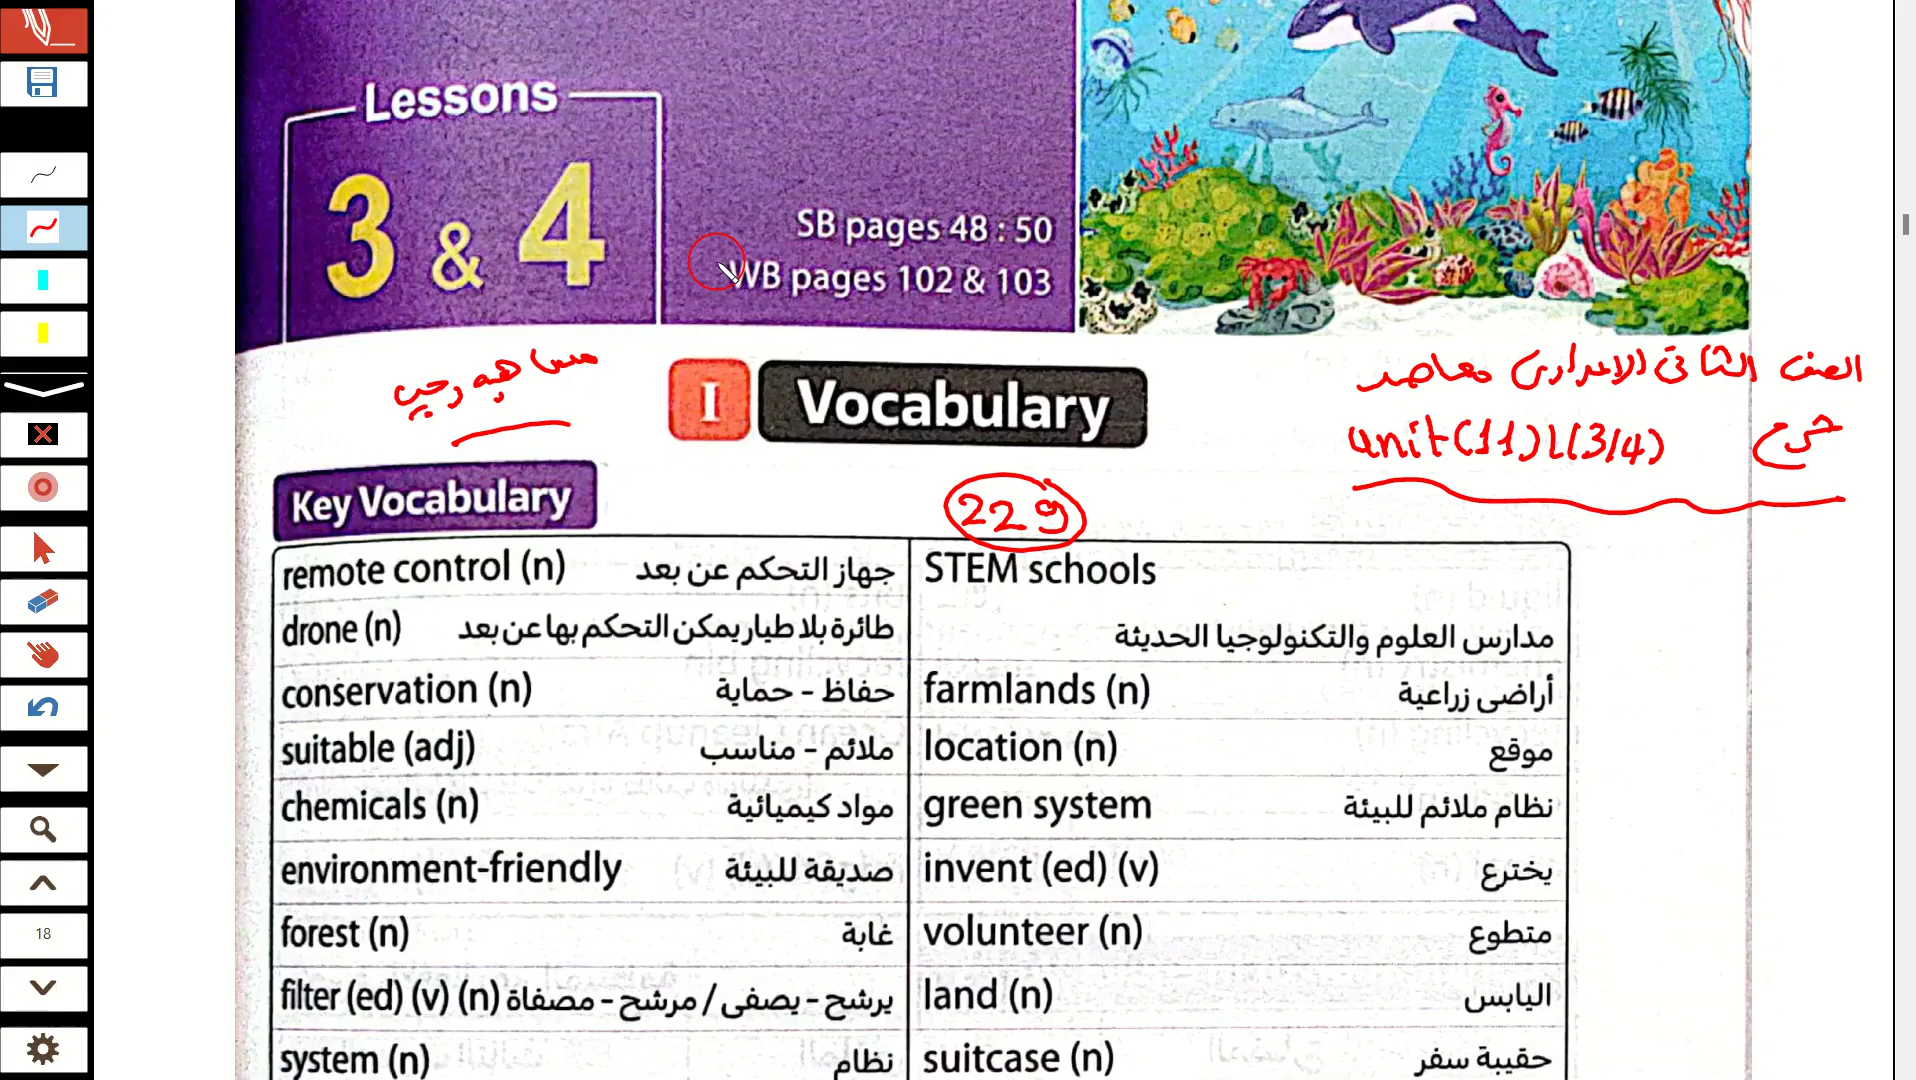 Lessons
3 & 4
SB pages 48 : 50
WB pages 102 & 103
I Vocabulary
الصف الثانى الاعدادى معاصر
شرح unit(11)L(3/4)
Key Vocabulary
229
remote control (n) جهاز التحكم عن بعد
drone (n) طائرة بلا طيار يمكن التحكم بها عن بعد
conservation (n) حفاظ - حماية
suitable (adj) ملائم - مناسب
chemicals (n) مواد كيميائية
environment-friendly صديقة للبيئة
forest (n) غابة
filter (ed) (v) (n) يرشح - يصفى / مرشح - مصفاة
system (n) نظام
STEM schools
مدارس العلوم والتكنولوجيا الحديثة
farmlands (n) أراضى زراعية
location (n) موقع
green system نظام ملائم للبيئة
invent (ed) (v) يخترع
volunteer (n) متطوع
land (n) اليابس
suitcase (n) حقيبة سفر
18